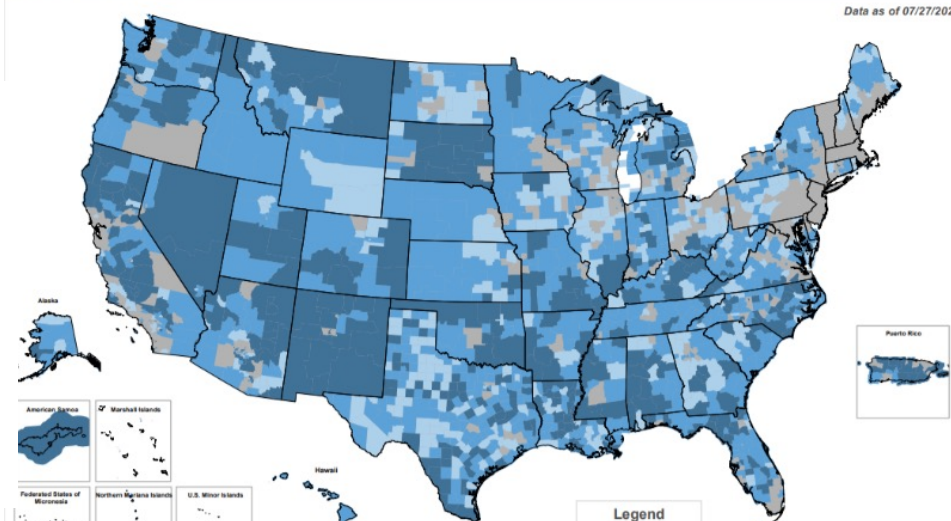 Data as of 07/27/202
Alaska
Puerto Rico
American Samoa
Marshall Islands
Hawaii
Federated States of
Micronesia
Northern Mariana Islands
U.S. Minor Islands
Legend